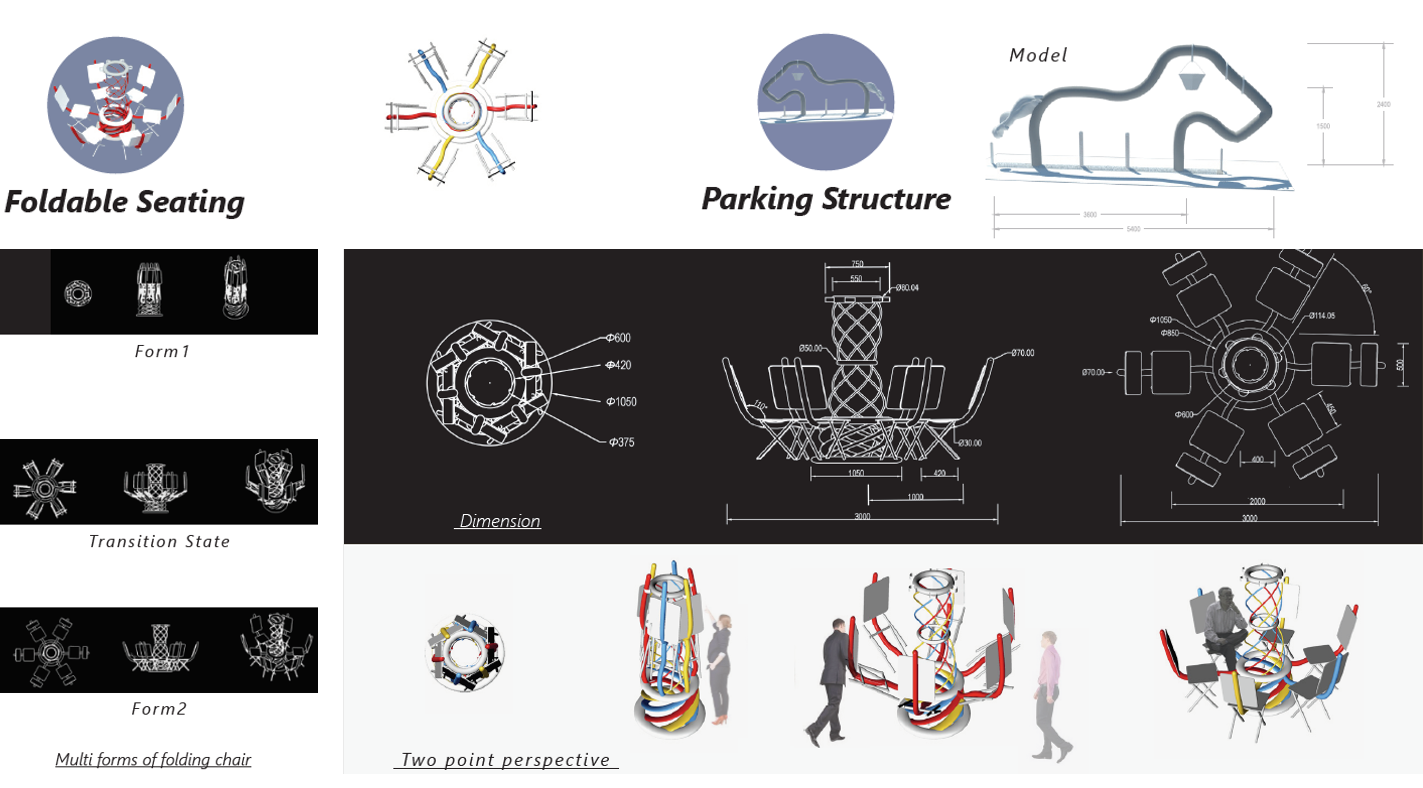 Model
2400
1500
Foldable Seating
Parking Structure
3600
5400
Form1
Transition State
Form2
Multi forms of folding chair
Φ600
Φ420
Φ1050
Φ375
Dimension
750
550
Ø80.04
Ø50.00
Ø70.00
110°
Ø30.00
1050
420
1000
3000
60°
Φ1050
Ø114.05
Φ850
Ø70.00
500
Φ600
450
400
2000
3000
Two point perspective